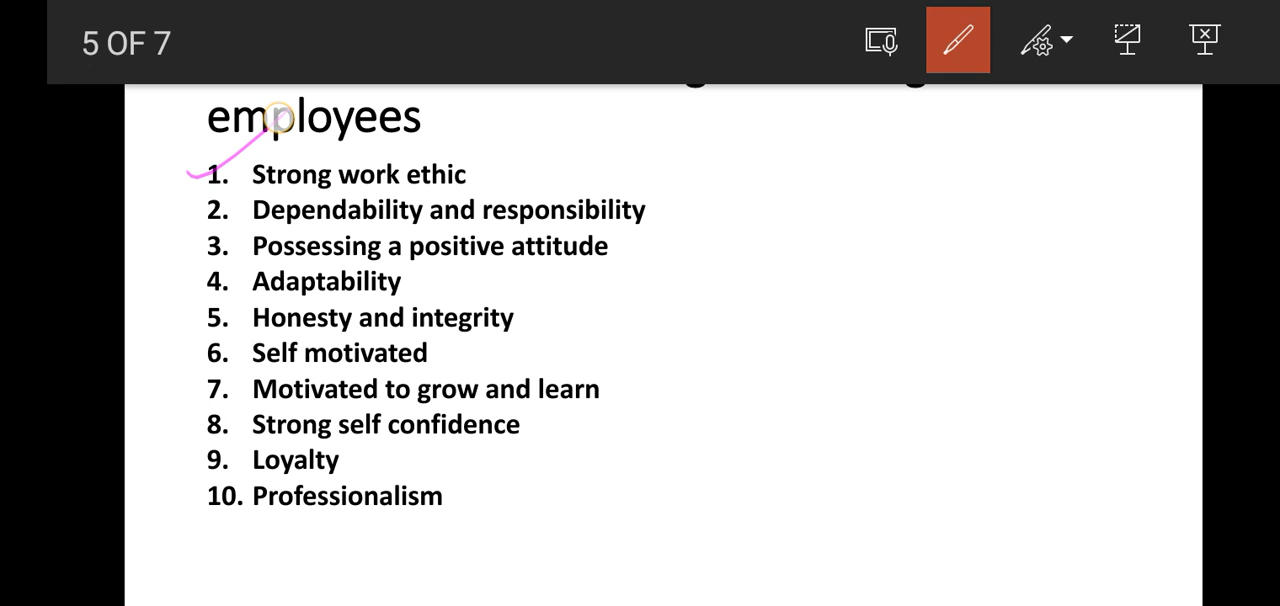 5 OF 7
employees
1. Strong work ethic
2. Dependability and responsibility
3. Possessing a positive attitude
4. Adaptability
5. Honesty and integrity
6. Self motivated
7. Motivated to grow and learn
8. Strong self confidence
9. Loyalty
10. Professionalism